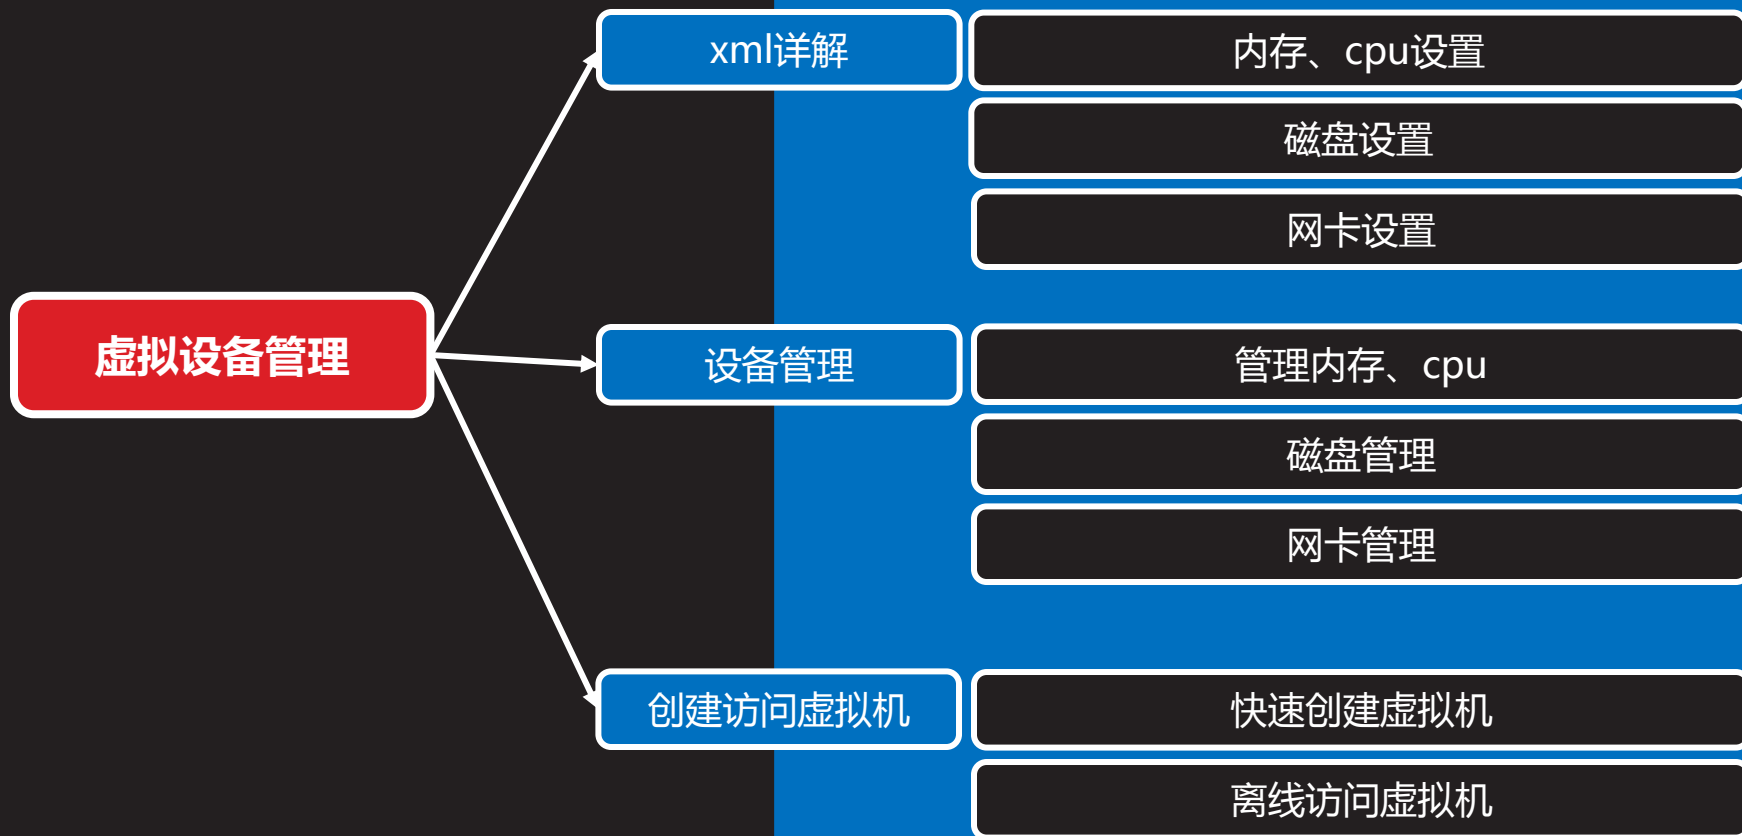 xml详解
内存、cpu设置
磁盘设置
网卡设置
虚拟设备管理
设备管理
管理内存、cpu
磁盘管理
网卡管理
创建访问虚拟机
快速创建虚拟机
离线访问虚拟机